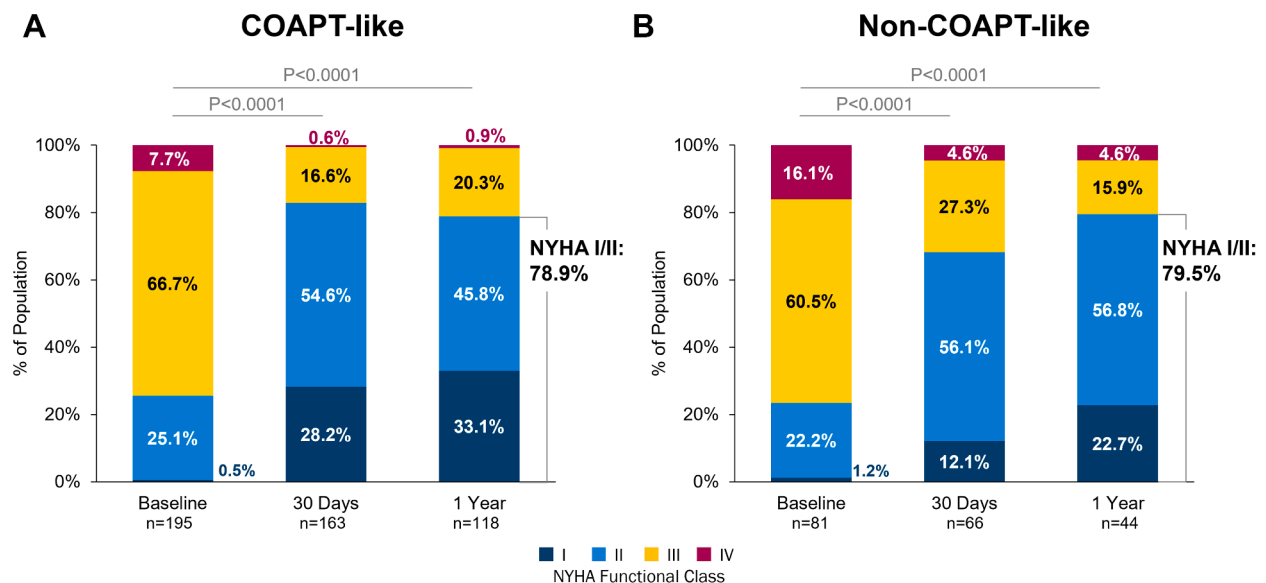 A
COAPT-like
P<0.0001
P<0.0001
% of Population
100%
80%
60%
40%
20%
0%
7.7%
66.7%
25.1%
0.5%
0.6%
16.6%
54.6%
28.2%
0.9%
20.3%
45.8%
33.1%
NYHA I/II:
78.9%
Baseline
n=195
30 Days
n=163
1 Year
n=118
B
Non-COAPT-like
P<0.0001
P<0.0001
% of Population
100%
80%
60%
40%
20%
0%
16.1%
60.5%
22.2%
1.2%
4.6%
27.3%
56.1%
12.1%
4.6%
15.9%
56.8%
22.7%
NYHA I/II:
79.5%
Baseline
n=81
30 Days
n=66
1 Year
n=44
I II III IV
NYHA Functional Class